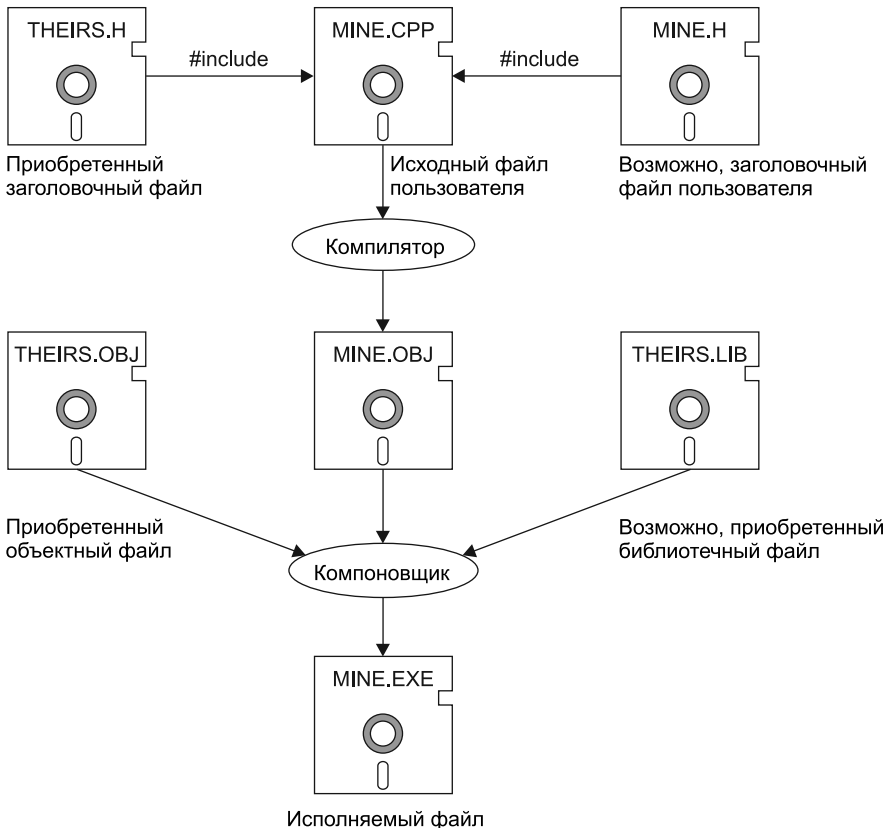 THEIRS.H
#include
MINE.CPP
#include
MINE.H
Приобретенный
заголовочный файл
Исходный файл
пользователя
Возможно, заголовочный
файл пользователя
Компилятор
THEIRS.OBJ
MINE.OBJ
THEIRS.LIB
Приобретенный
объектный файл
Возможно, приобретенный
библиотечный файл
Компоновщик
MINE.EXE
Исполняемый файл